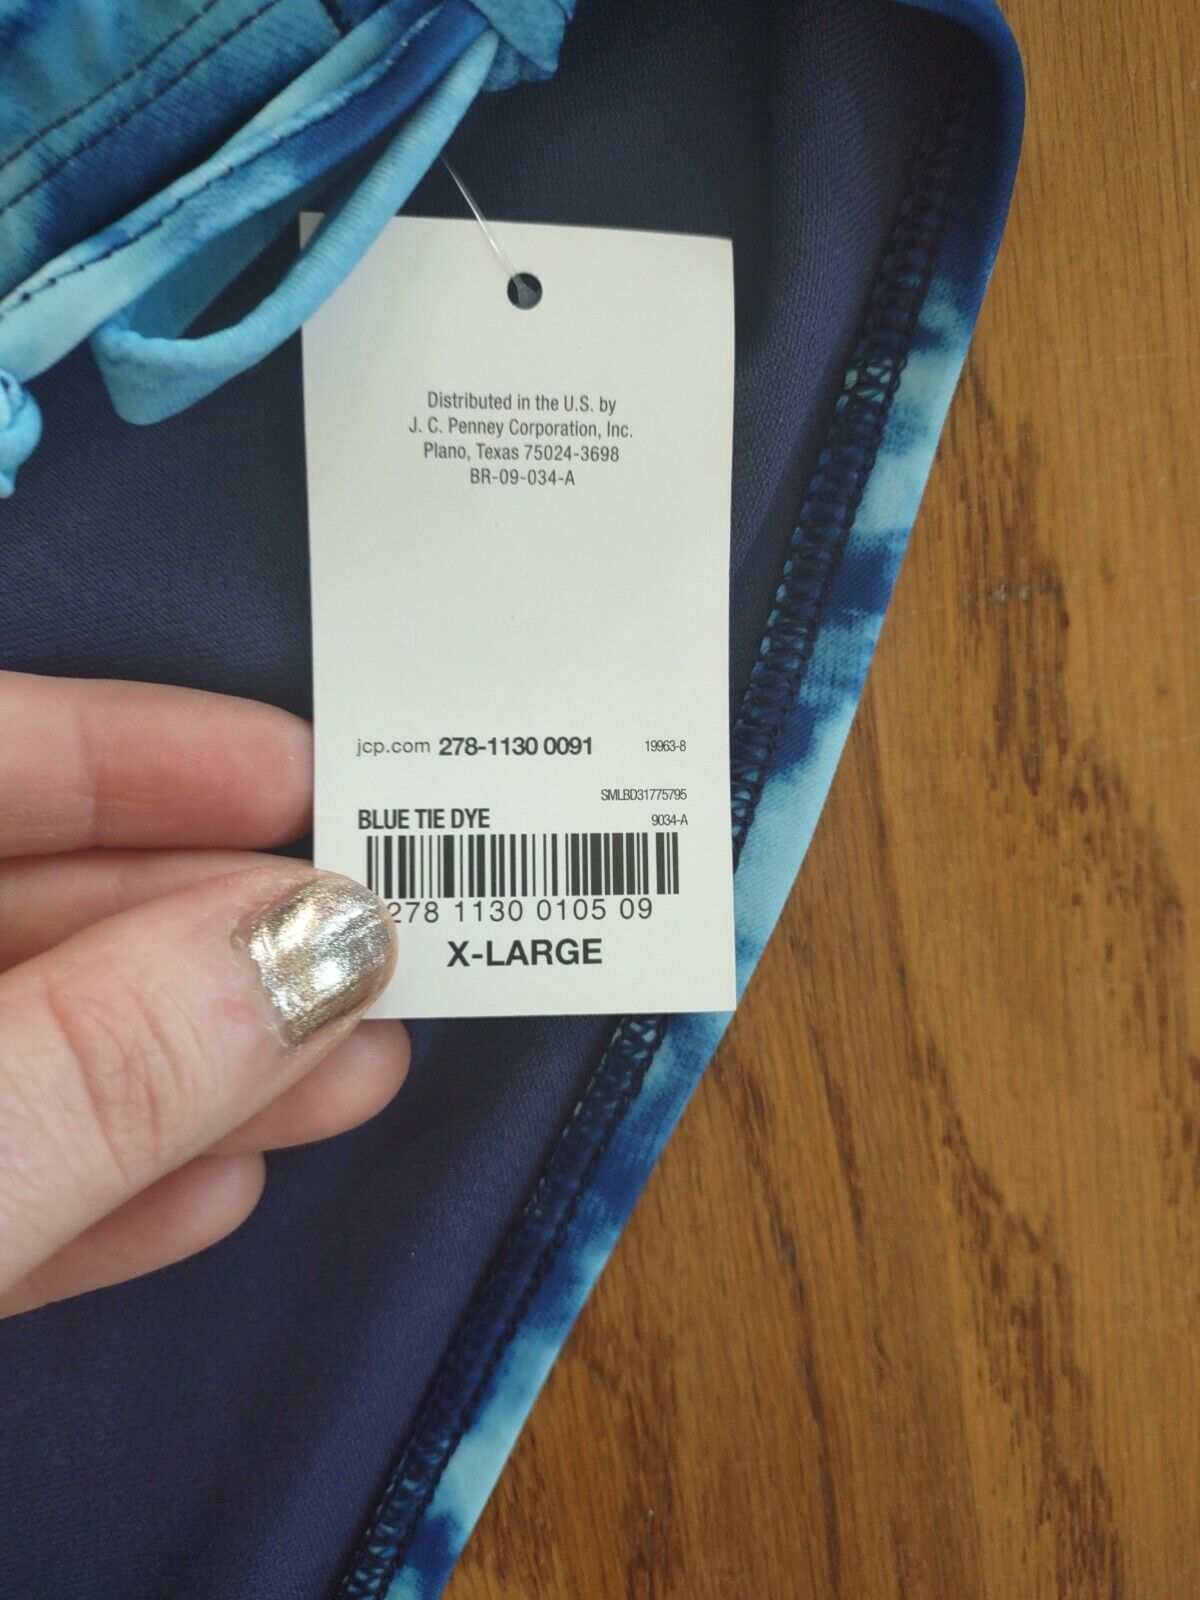 Distributed in the U.S. by
J. C. Penney Corporation, Inc.
Plano, Texas 75024-3698
BR-09-034-A
jcp.com 278-1130 0091 19963-8
SMLBD31775795
BLUE TIE DYE 9034-A
278 1130 0105 09
X-LARGE